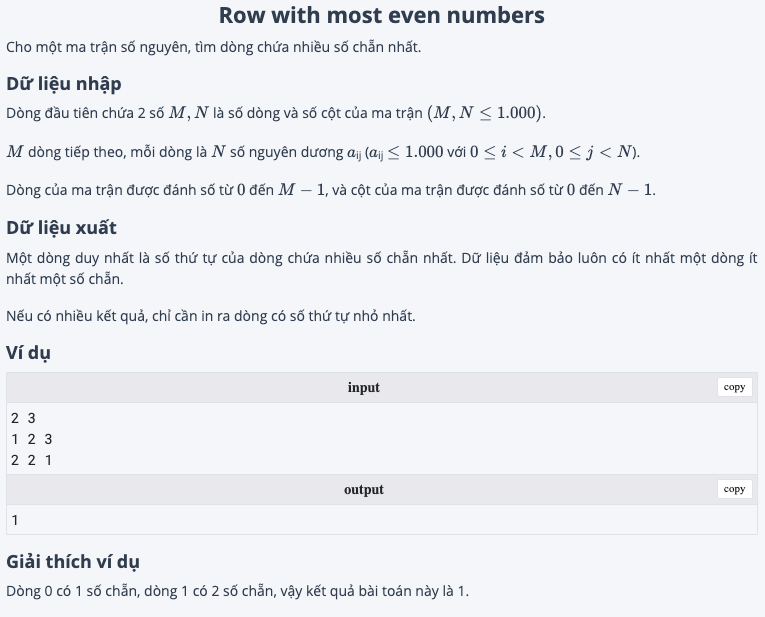 Row with most even numbers
Cho một ma trận số nguyên, tìm dòng chứa nhiều số chẵn nhất.
Dữ liệu nhập
Dòng đầu tiên chứa 2 số M, N là số dòng và số cột của ma trận (M, N ≤ 1.000).
M dòng tiếp theo, mỗi dòng là N số nguyên dương aij (aij ≤ 1.000 với 0 ≤ i < M, 0 ≤ j < N).
Dòng của ma trận được đánh số từ 0 đến M − 1, và cột của ma trận được đánh số từ 0 đến N − 1.
Dữ liệu xuất
Một dòng duy nhất là số thứ tự của dòng chứa nhiều số chẵn nhất. Dữ liệu đảm bảo luôn có ít nhất một dòng ít
nhất một số chẵn.
Nếu có nhiều kết quả, chỉ cần in ra dòng có số thứ tự nhỏ nhất.
Ví dụ
input copy
2 3
1 2 3
2 2 1
output copy
1
Giải thích ví dụ
Dòng 0 có 1 số chẵn, dòng 1 có 2 số chẵn, vậy kết quả bài toán này là 1.